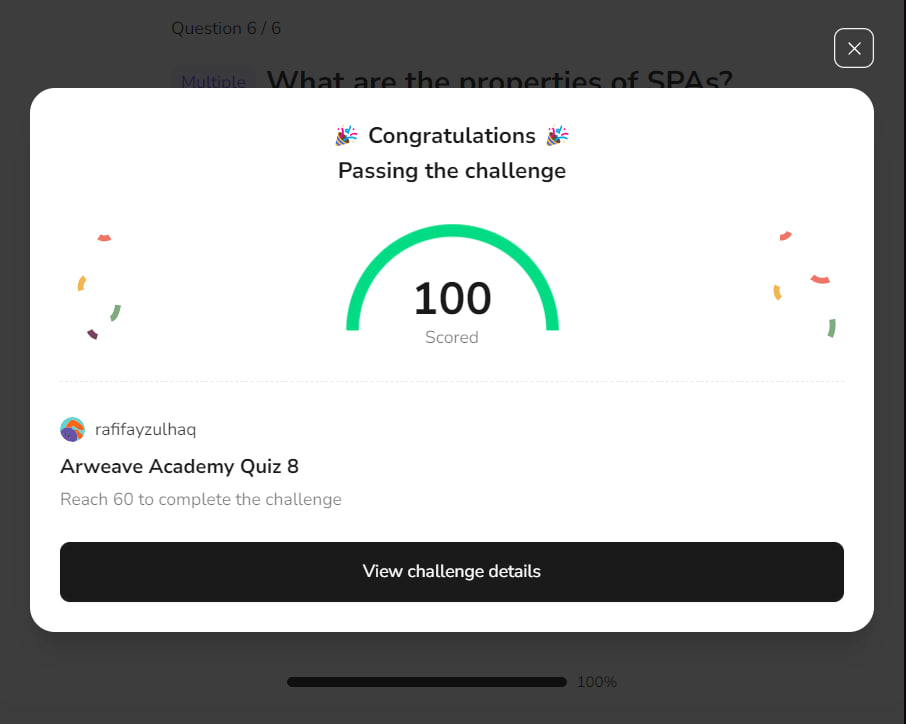 Question 6 / 6
Multiple What are the properties of SPAs?
Congratulations
Passing the challenge
100
Scored
rafifayzulhaq
Arweave Academy Quiz 8
Reach 60 to complete the challenge
View challenge details
100%